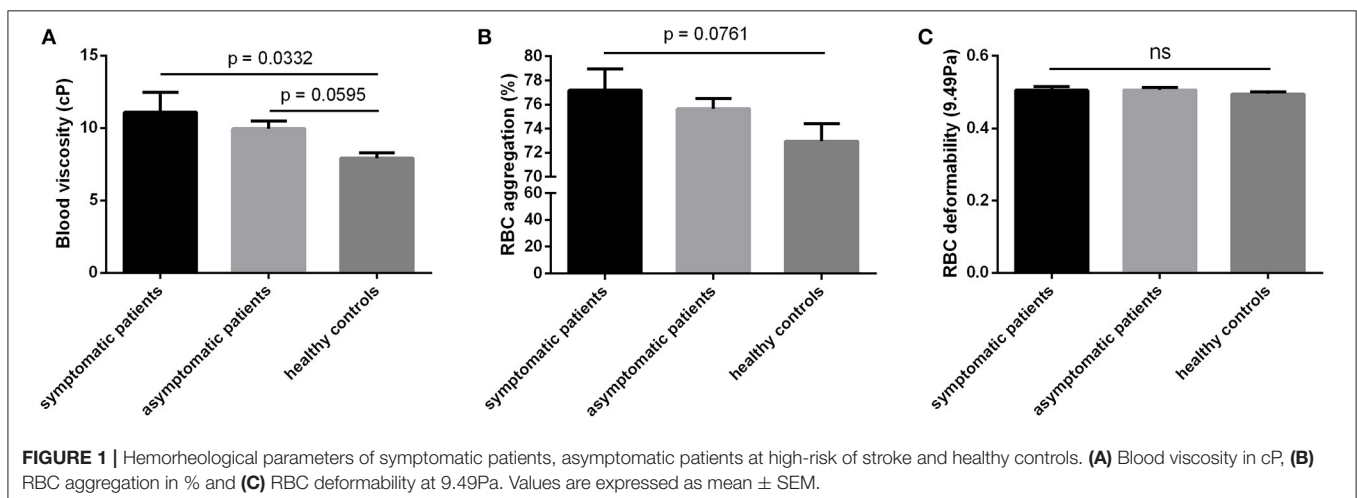 A
Blood viscosity (cP)
15
10
5
0
p = 0.0332
p = 0.0595
symptomatic patients
asymptomatic patients
healthy controls
B
RBC aggregation (%)
80
78
76
74
72
70
60
40
20
0
p = 0.0761
symptomatic patients
asymptomatic patients
healthy controls
C
RBC deformability (9.49Pa)
0.6
0.4
0.2
0.0
ns
symptomatic patients
asymptomatic patients
healthy controls
FIGURE 1 | Hemorheological parameters of symptomatic patients, asymptomatic patients at high-risk of stroke and healthy controls. (A) Blood viscosity in cP, (B)
RBC aggregation in % and (C) RBC deformability at 9.49Pa. Values are expressed as mean ± SEM.